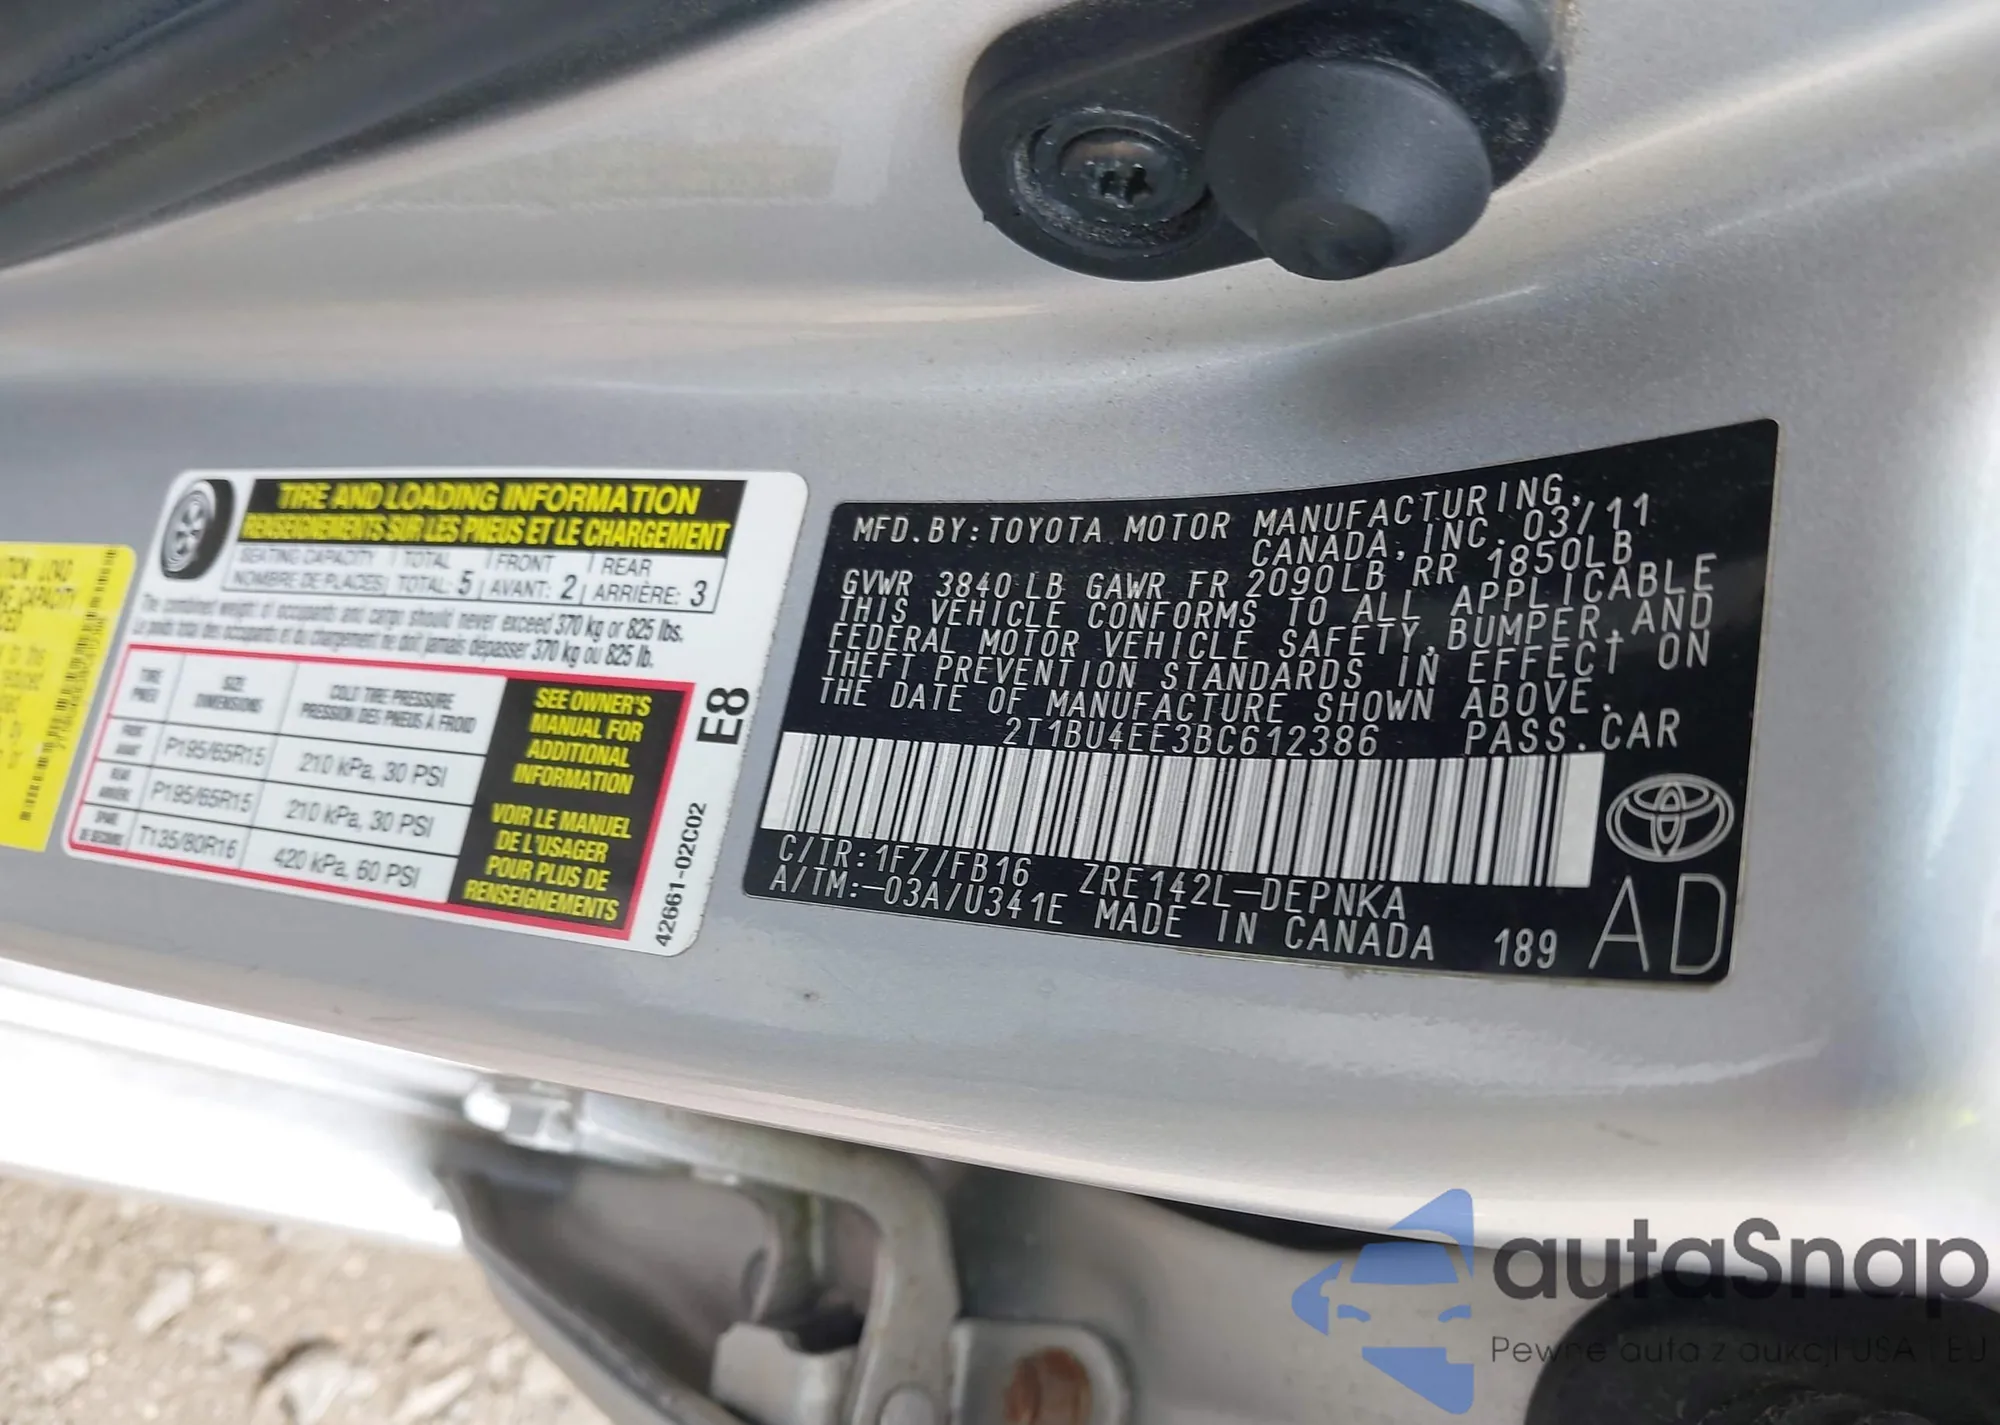 TION LOAD
CAPACITY
TIRE AND LOADING INFORMATION
RENSEIGNEMENTS SUR LES PNEUS ET LE CHARGEMENT
SEATING CAPACITY | TOTAL | FRONT | REAR
NOMBRE DE PLACES | TOTAL: 5 | AVANT: 2 | ARRIÈRE: 3
The combined weight of occupants and cargo should never exceed 370 kg or 825 lbs.
Le poids total des occupants et du chargement ne doit jamais dépasser 370 kg ou 825 lb.
TIRE SIZE COLD TIRE PRESSURE
PNEU DIMENSIONS PRESSION DES PNEUS À FROID
FRONT AVANT P195/65R15 210 kPa, 30 PSI
REAR ARRIÈRE P195/65R15 210 kPa, 30 PSI
SPARE DE SECOURS T135/80R16 420 kPa, 60 PSI
SEE OWNER'S
MANUAL FOR
ADDITIONAL
INFORMATION
VOIR LE MANUEL
DE L'USAGER
POUR PLUS DE
RENSEIGNEMENTS
E8
42661-02C02
MFD.BY:TOYOTA MOTOR MANUFACTURING,
CANADA,INC. 03/11
GVWR 3840 LB GAWR FR 2090LB RR 1850LB
THIS VEHICLE CONFORMS TO ALL APPLICABLE
FEDERAL MOTOR VEHICLE SAFETY,BUMPER,AND
THEFT PREVENTION STANDARDS IN EFFECT ON
THE DATE OF MANUFACTURE SHOWN ABOVE.
2T1BU4EE3BC612386 PASS.CAR
C/TR:1F7/FB16 ZRE142L-DEPNKA
A/TM:-03A/U341E MADE IN CANADA 189
AD
autaSnap
Pewne auta z aukcji USA i EU